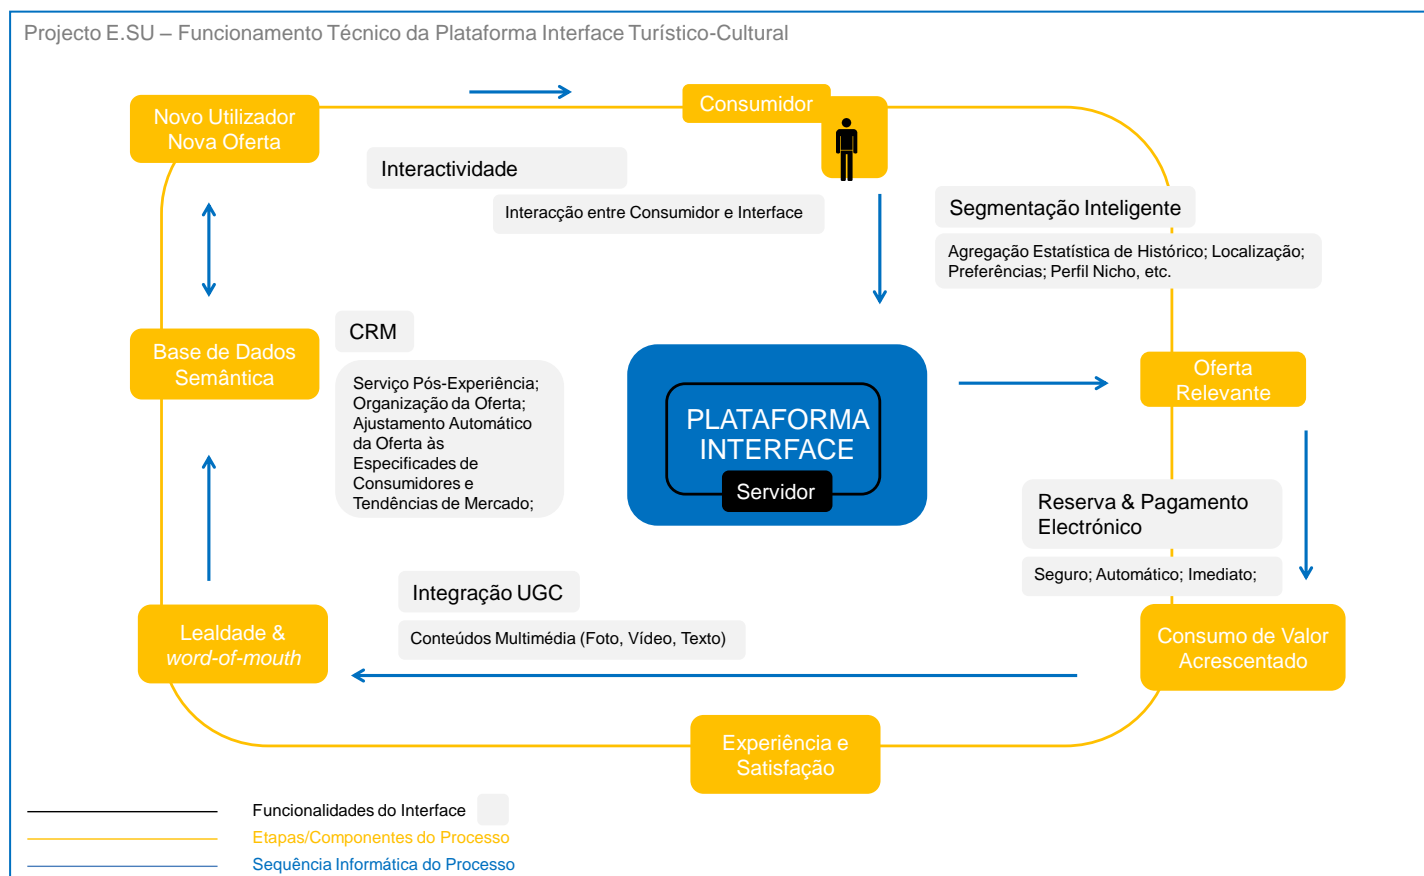 Projecto E.SU – Funcionamento Técnico da Plataforma Interface Turístico-Cultural
Novo Utilizador
Nova Oferta
Consumidor
Interactividade
Interacção entre Consumidor e Interface
Segmentação Inteligente
Agregação Estatística de Histórico; Localização;
Preferências; Perfil Nicho, etc.
Base de Dados
Semântica
CRM
Serviço Pós-Experiência;
Organização da Oferta;
Ajustamento Automático
da Oferta às
Especificades de
Consumidores e
Tendências de Mercado;
PLATAFORMA
INTERFACE
Servidor
Oferta
Relevante
Reserva & Pagamento
Electrónico
Seguro; Automático; Imediato;
Integração UGC
Conteúdos Multimédia (Foto, Vídeo, Texto)
Lealdade &
word-of-mouth
Consumo de Valor
Acrescentado
Experiência e
Satisfação
Funcionalidades do Interface
Etapas/Componentes do Processo
Sequência Informática do Processo